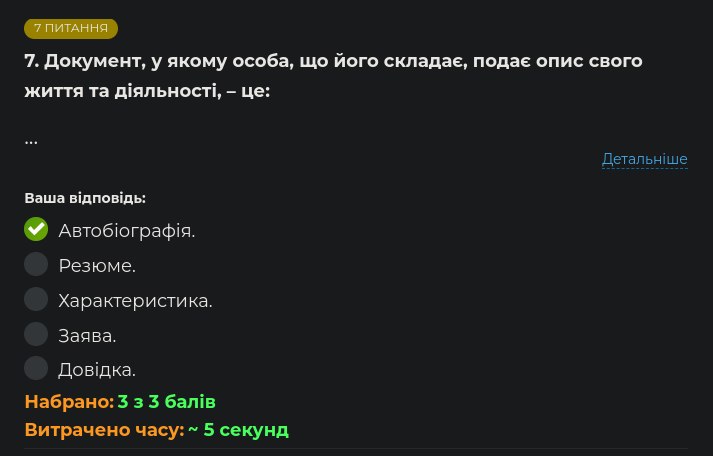 7 ПИТАННЯ
7. Документ, у якому особа, що його складає, подає опис свого
життя та діяльності, – це:
...
Детальніше
Ваша відповідь:
Автобіографія.
Резюме.
Характеристика.
Заява.
Довідка.
Набрано: 3 з 3 балів
Витрачено часу: ~ 5 секунд